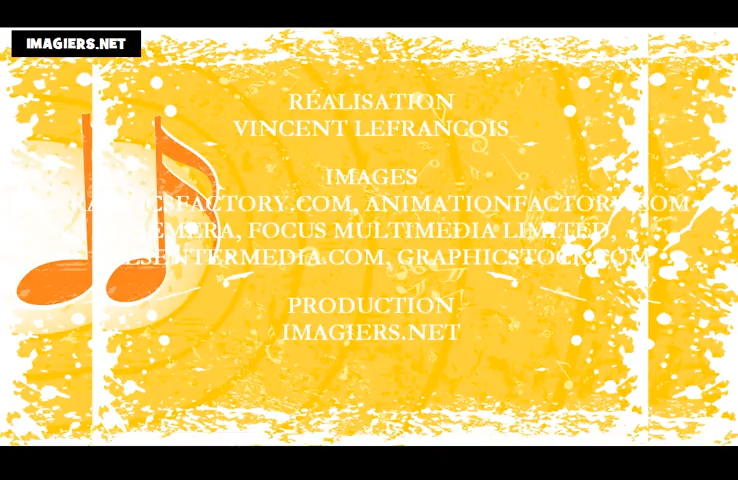 IMAGIERS.NET
RÉALISATION
VINCENT LEFRANCOIS
IMAGES
ANIMATIONFACTORY.COM
FOCUS MULTIMEDIA LIMITED,
GRAPHICSTOCK.COM
PRODUCTION
IMAGIERS.NET